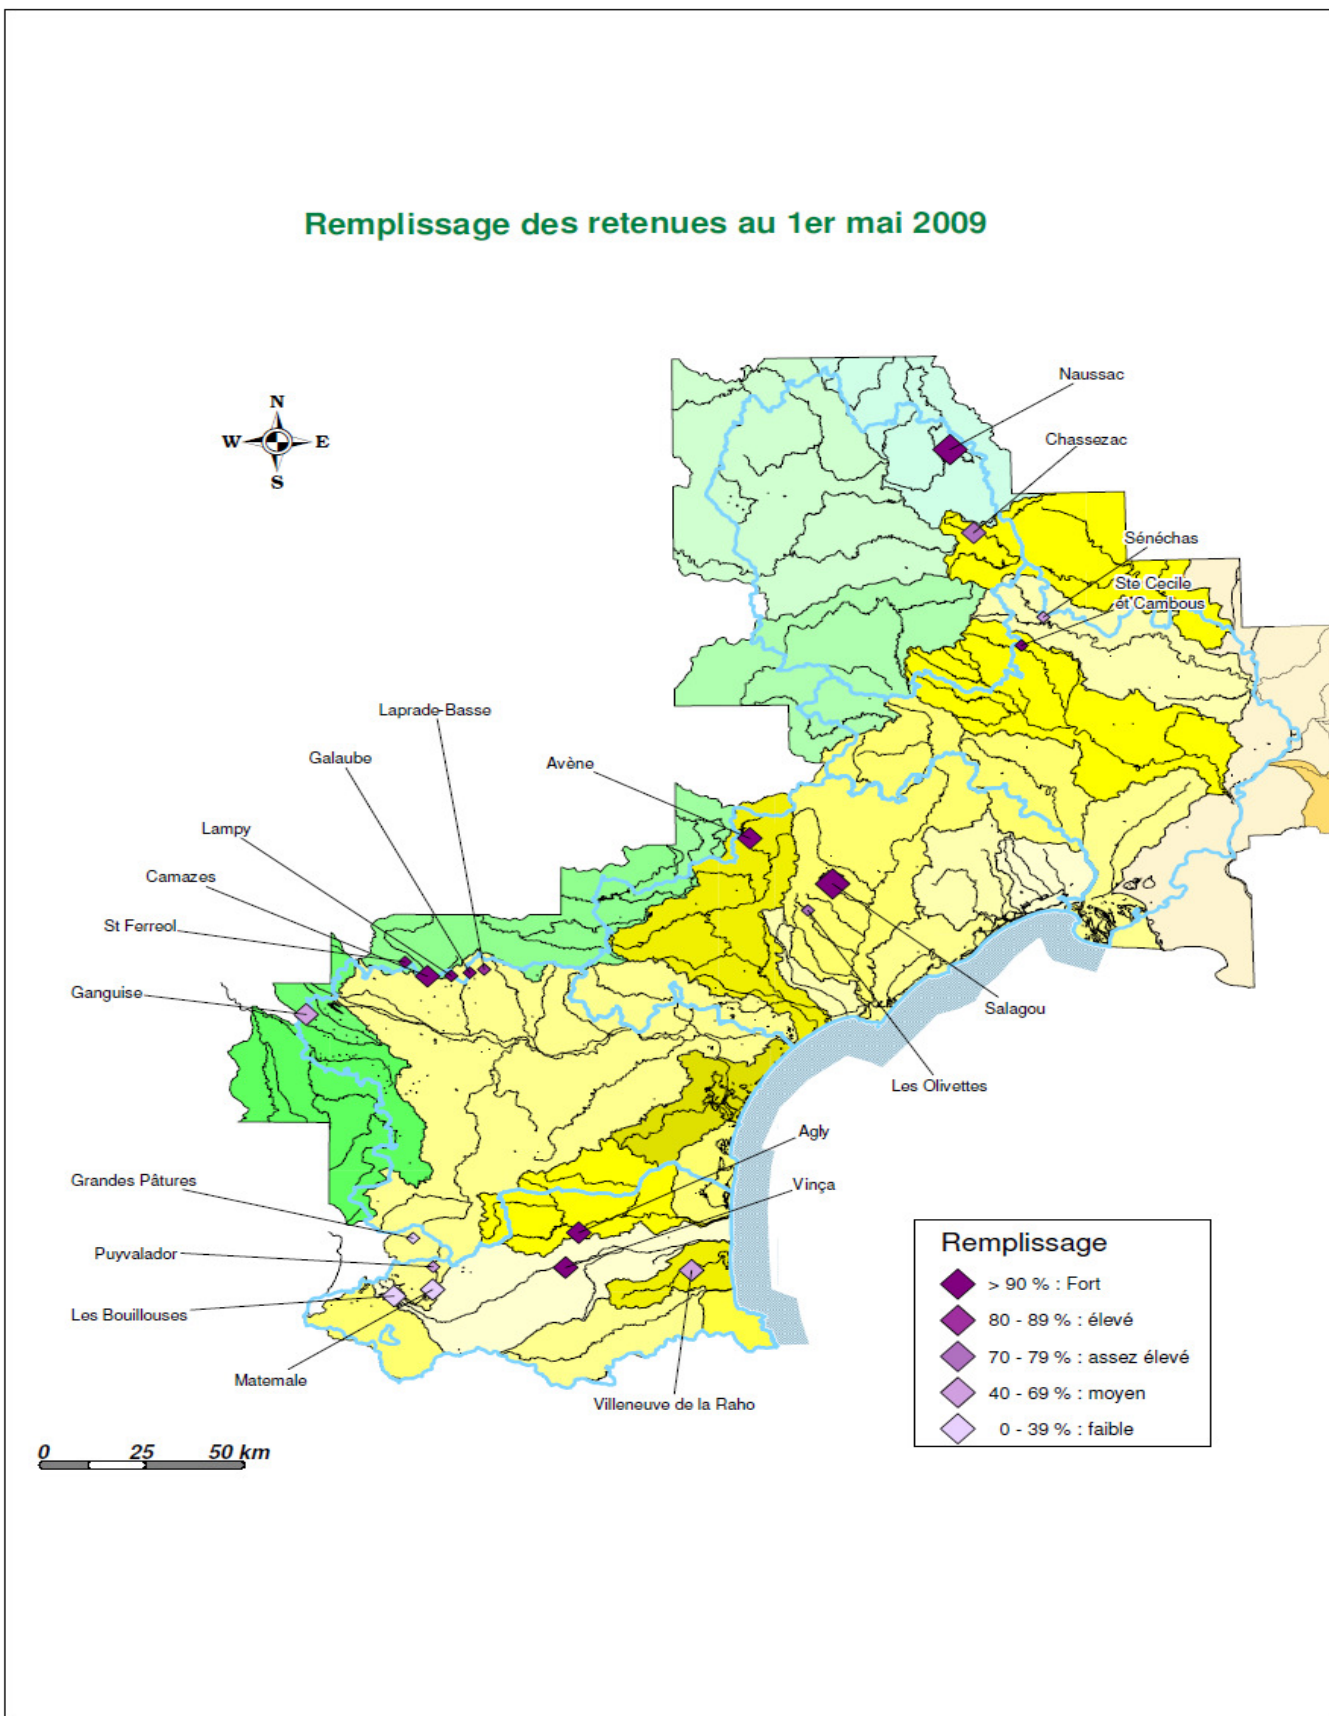 Remplissage des retenues au 1er mai 2009
N
W
E
S
Naussac
Chassezac
Sénéchas
Ste Cecile
et Cambous
Laprade-Basse
Galaube
Avène
Lampy
Camazes
St Ferreol
Ganguise
Salagou
Les Olivettes
Agly
Vinça
Grandes Pâtures
Puyvalador
Les Bouillouses
Matemale
Villeneuve de la Raho
Remplissage
> 90 % : Fort
80 - 89 % : élevé
70 - 79 % : assez élevé
40 - 69 % : moyen
0 - 39 % : faible
0 25 50 km